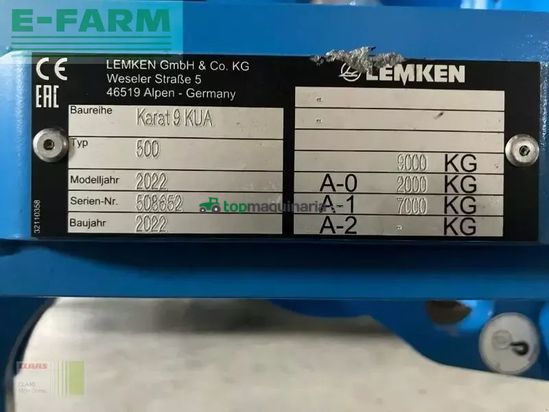 E-FARM
LEMKEN GmbH & Co. KG
Weseler Straße 5
46519 Alpen - Germany
LEMKEN
CE
EAC
Baureihe
Karat 9 KUA
Typ
500
Modelljahr
2022
Serien-Nr.
508652
Baujahr
2022
32110358
-
-
9000 KG
A-0 2000 KG
A-1 7000 KG
A-2 - KG
topmaquinaria
CLAAS